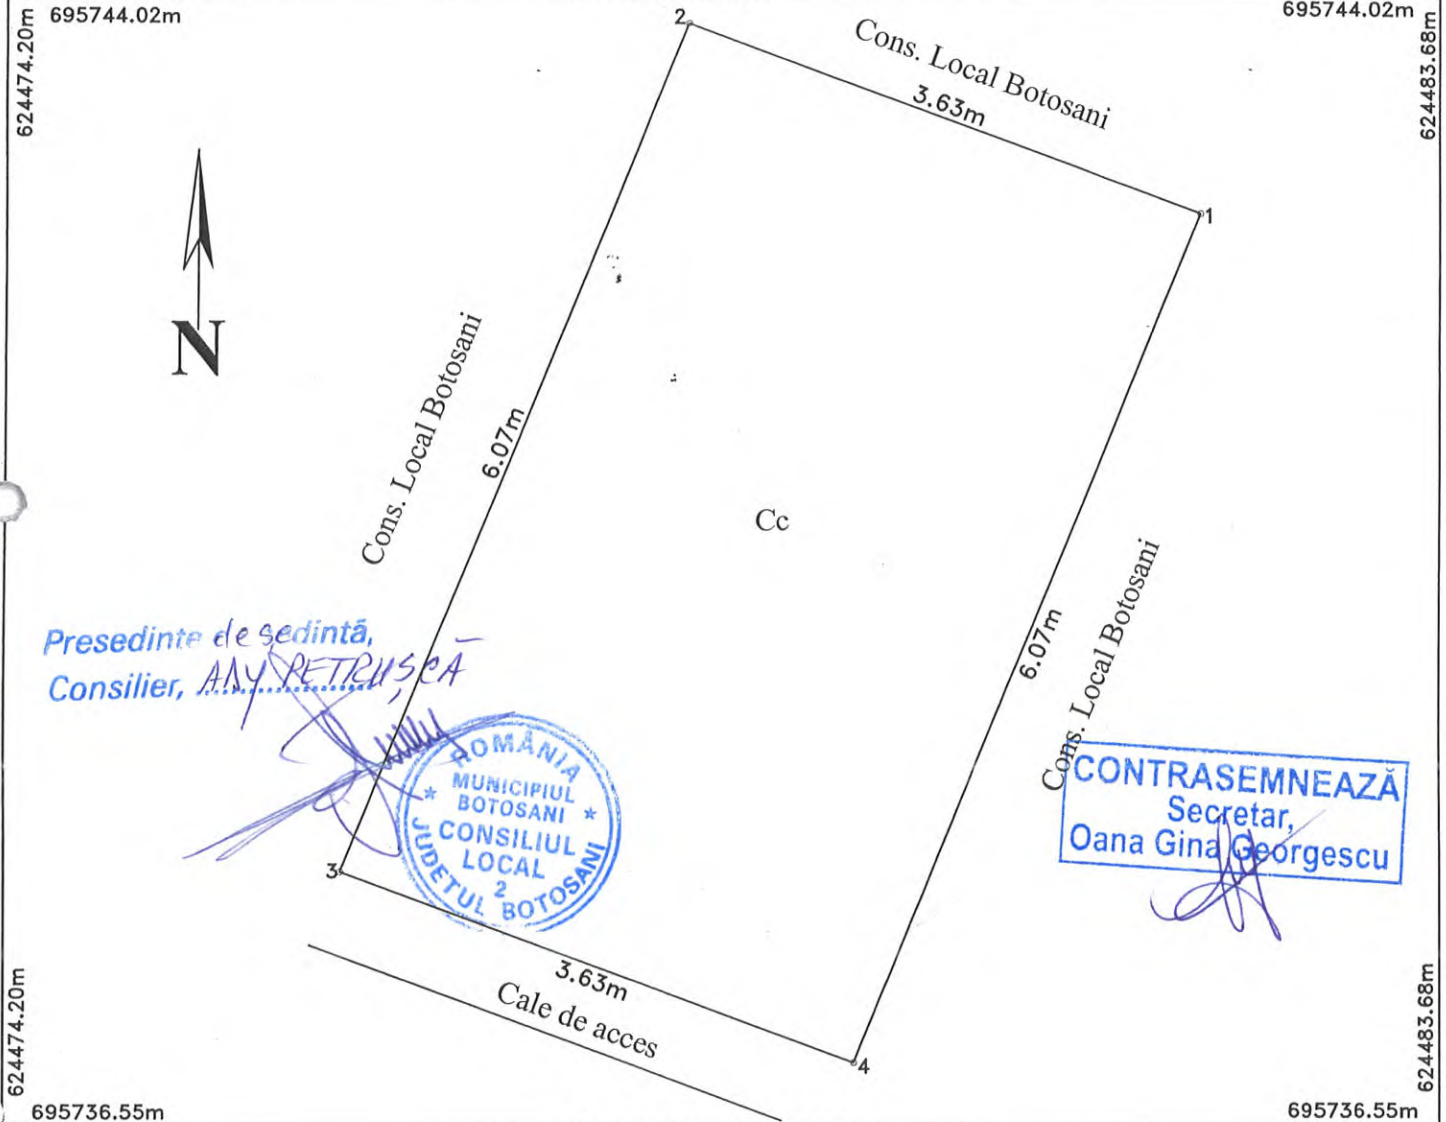 695744.02m
695744.02m
624474.20m
624483.68m
2
Cons. Local Botosani
3.63m
1
N
Cons. Local Botosani
6.07m
Cc
6.07m
Cons. Local Botosani
Presedinte de ședintă,
Consilier, ANY PETRUȘCĂ
ROMÂNIA
* MUNICIPIUL *
BOTOSANI
CONSILIUL
LOCAL
2
JUDETUL BOTOSANI
CONTRASEMNEAZĂ
Secretar,
Oana Gina Georgescu
3
3.63m
Cale de acces
4
624474.20m
624483.68m
695736.55m
695736.55m